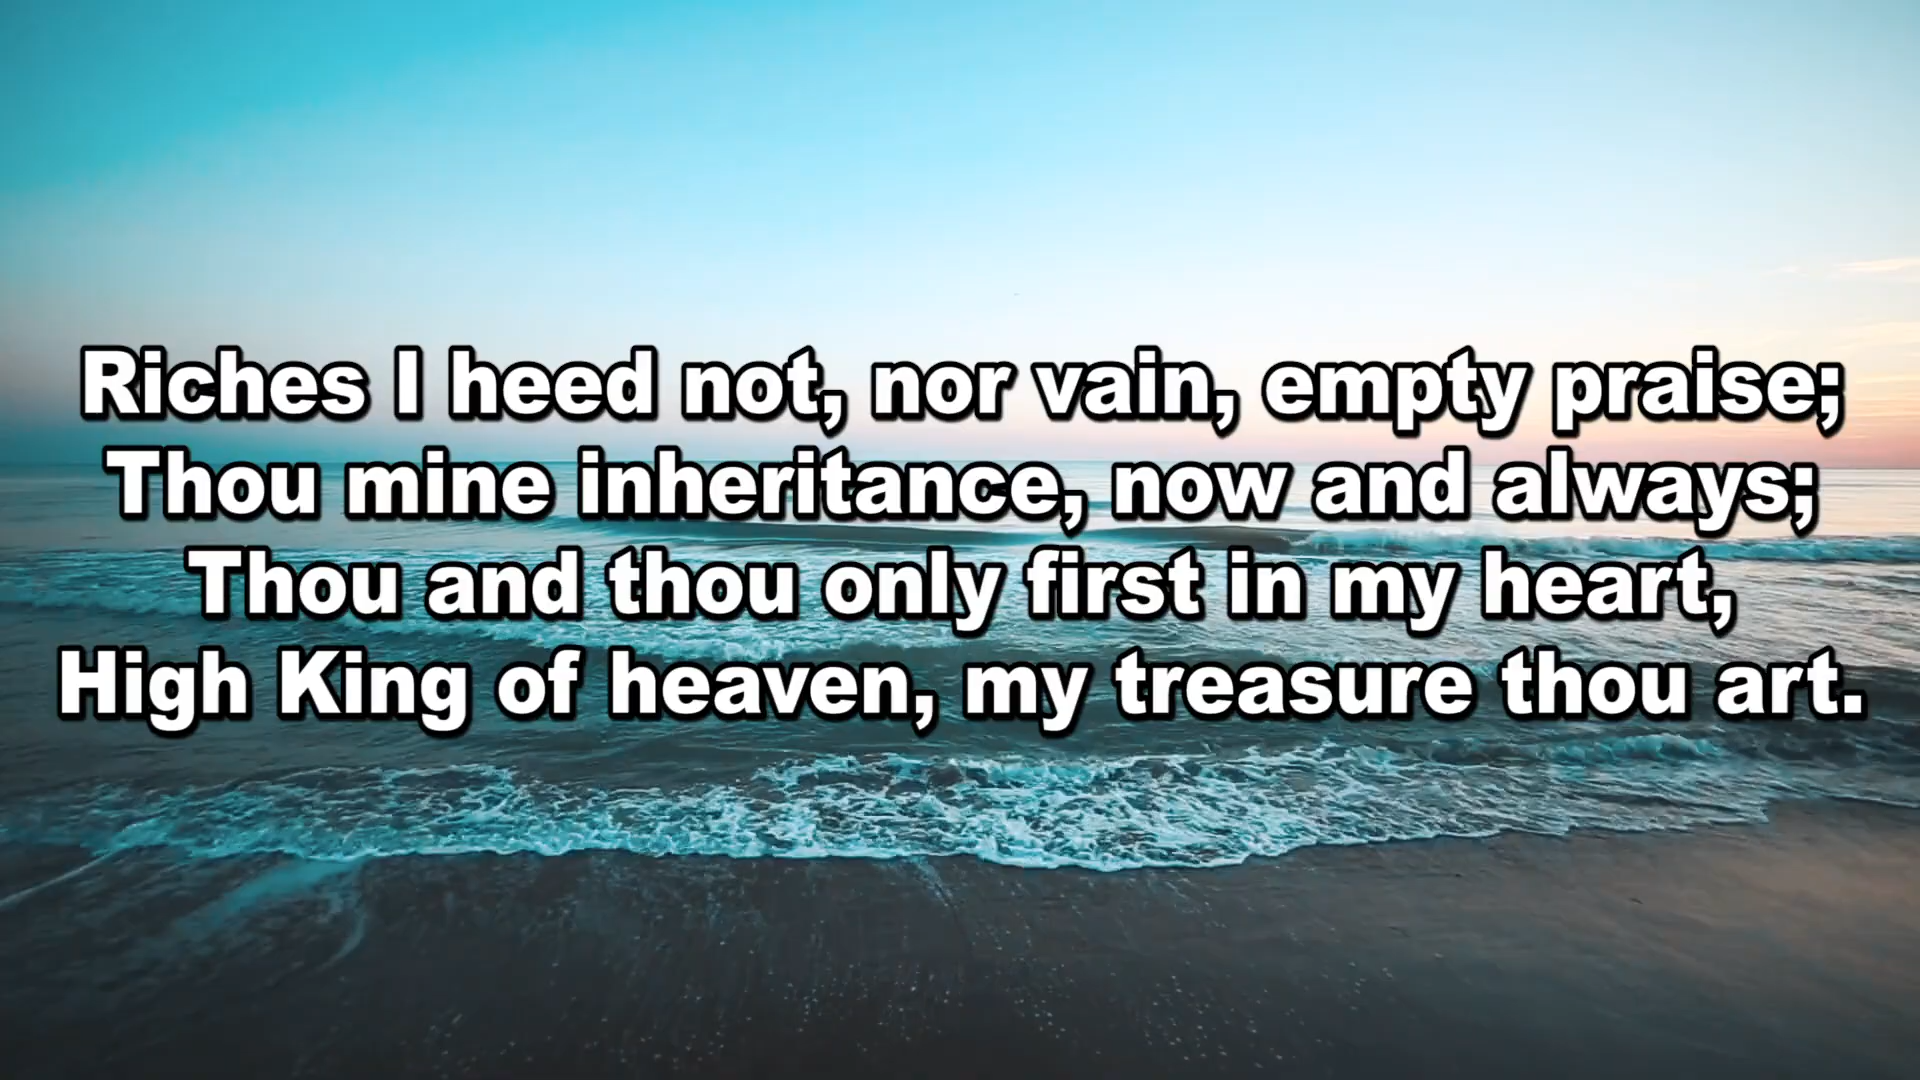 Riches I heed not, nor vain, empty praise;
Thou mine inheritance, now and always;
Thou and thou only first in my heart,
High King of heaven, my treasure thou art.